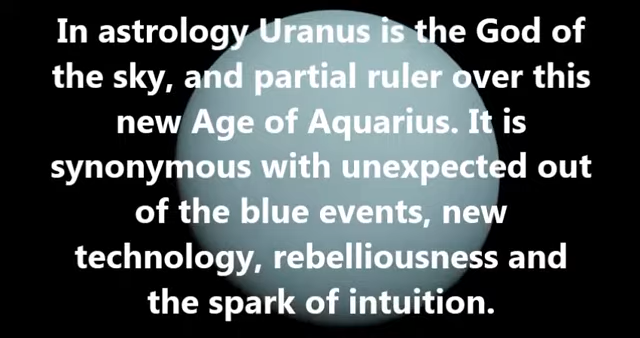 In astrology Uranus is the God of
the sky, and partial ruler over this
new Age of Aquarius. It is
synonymous with unexpected out
of the blue events, new
technology, rebelliousness and
the spark of intuition.